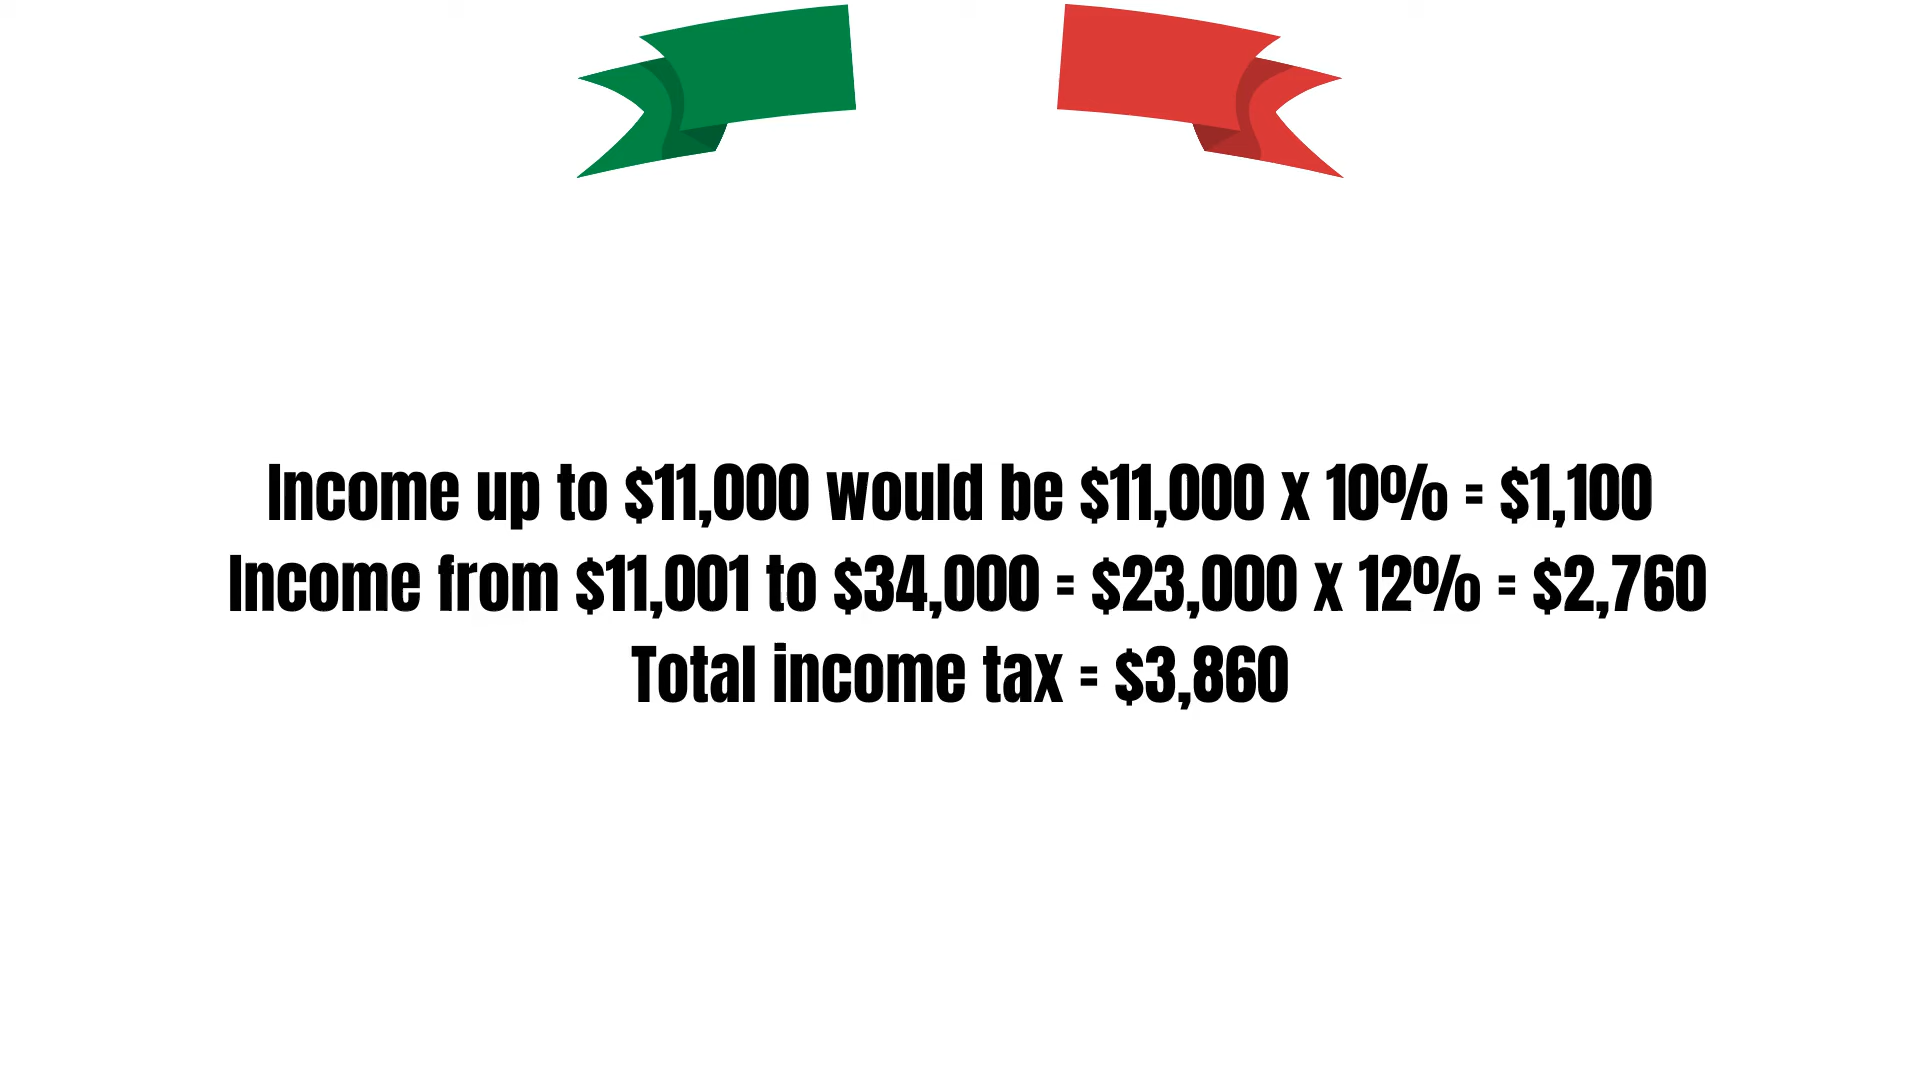 Income up to $11,000 would be $11,000 x 10% = $1,100
Income from $11,001 to $34,000 = $23,000 x 12% = $2,760
Total income tax = $3,860